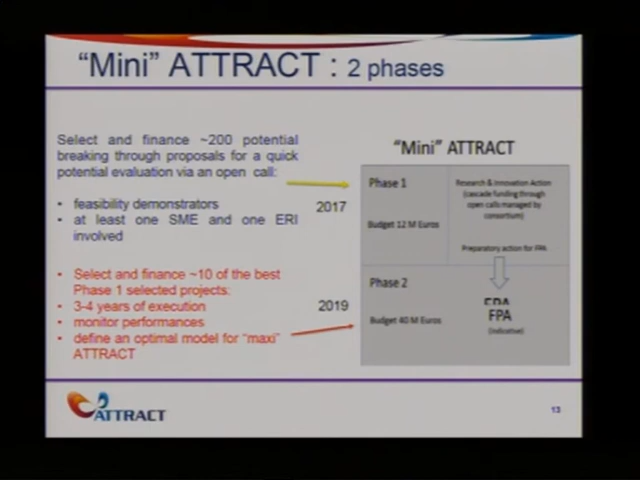 “Mini” ATTRACT : 2 phases
Select and finance ~200 potential
breaking through proposals for a quick
potential evaluation via an open call:
• feasibility demonstrators
• at least one SME and one ERI
involved
• Select and finance ~10 of the best
Phase 1 selected projects:
• 3-4 years of execution
• monitor performances
• define an optimal model for “maxi”
ATTRACT
2017
2019
“Mini” ATTRACT
Phase 1
Budget 12 M Euros
Research & Innovation Action
(cascade funding through
open calls managed by
consortium)
Preparatory action for FPA
Phase 2
Budget 40 M Euros
FPA
FPA
(indicative)
ATTRACT
13